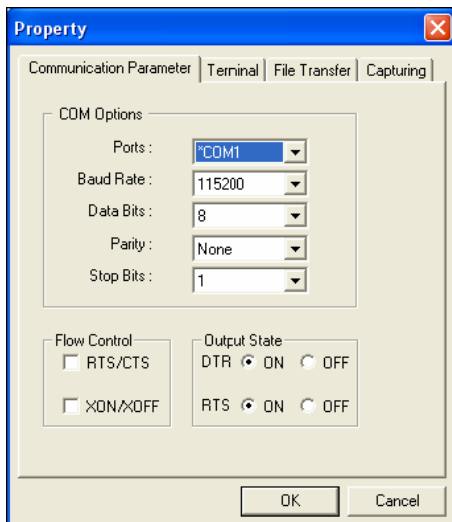 Property
Communication Parameter Terminal File Transfer Capturing
COM Options
Ports : *COM1
Baud Rate : 115200
Data Bits : 8
Parity : None
Stop Bits : 1
Flow Control
RTS/CTS
XON/XOFF
Output State
DTR ON OFF
RTS ON OFF
OK Cancel